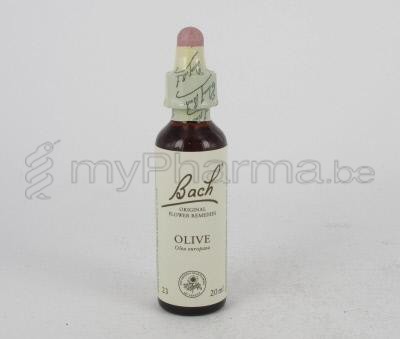 myPharma.be
Bach
ORIGINAL
FLOWER REMEDIES
OLIVE
Olea europaea
23
20 ml